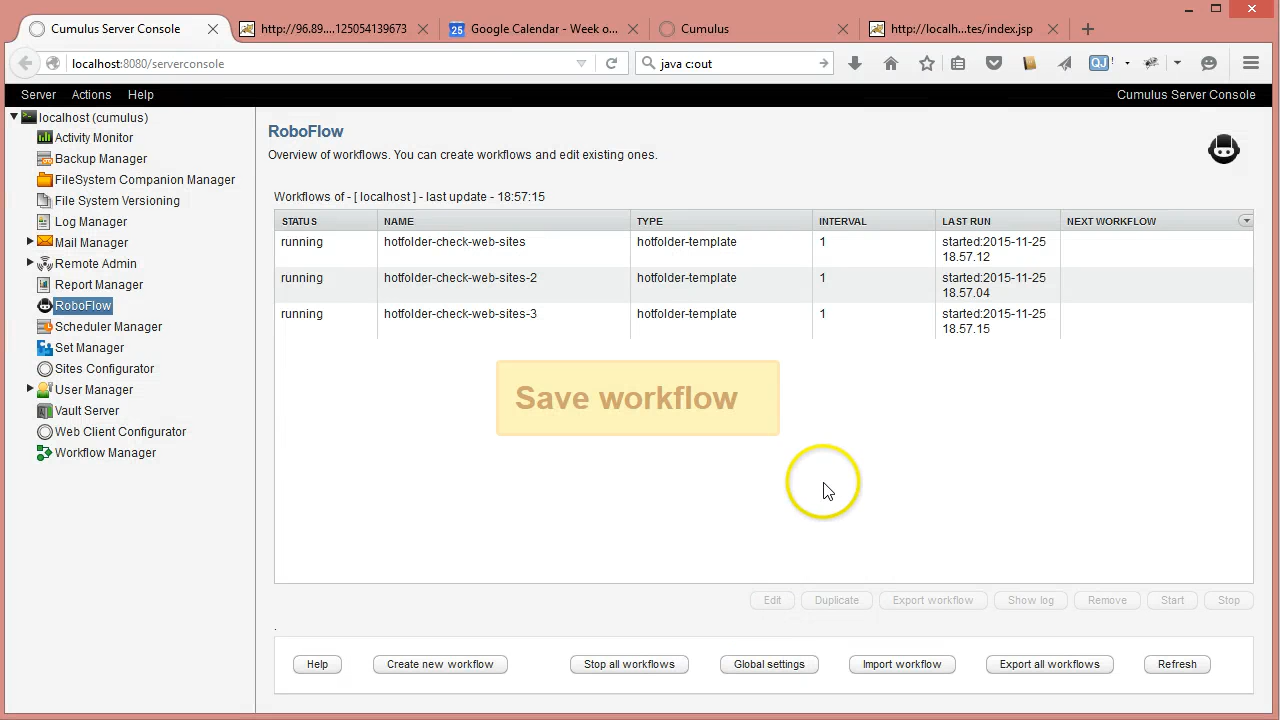 Cumulus Server Console
http://96.89....125054139673
25
Google Calendar - Week o...
Cumulus
http://localh...tes/index.jsp
localhost:8080/serverconsole
java c:out
QJ !
Server Actions Help
Cumulus Server Console
localhost (cumulus)
Activity Monitor
Backup Manager
FileSystem Companion Manager
File System Versioning
Log Manager
Mail Manager
Remote Admin
Report Manager
RoboFlow
Scheduler Manager
Set Manager
Sites Configurator
User Manager
Vault Server
Web Client Configurator
Workflow Manager
RoboFlow
Overview of workflows. You can create workflows and edit existing ones.
Workflows of - [ localhost ] - last update - 18:57:15
STATUS NAME TYPE INTERVAL LAST RUN NEXT WORKFLOW
running hotfolder-check-web-sites hotfolder-template 1 started:2015-11-25
18.57.12
running hotfolder-check-web-sites-2 hotfolder-template 1 started:2015-11-25
18.57.04
running hotfolder-check-web-sites-3 hotfolder-template 1 started:2015-11-25
18.57.15
Save workflow
Edit Duplicate Export workflow Show log Remove Start Stop
.
Help Create new workflow Stop all workflows Global settings Import workflow Export all workflows Refresh